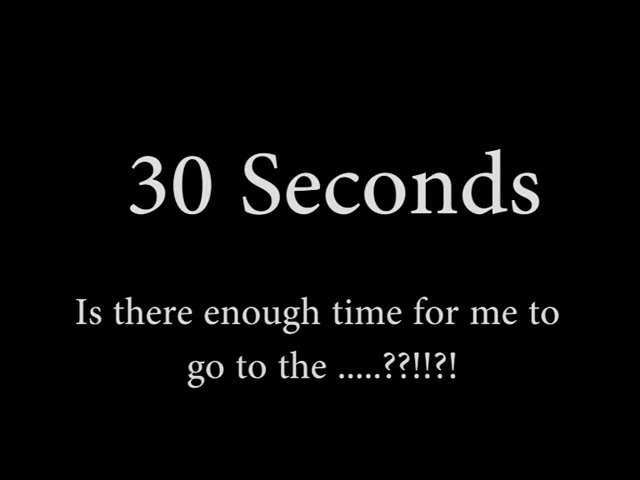 30 Seconds
Is there enough time for me to
go to the .....??!!?!